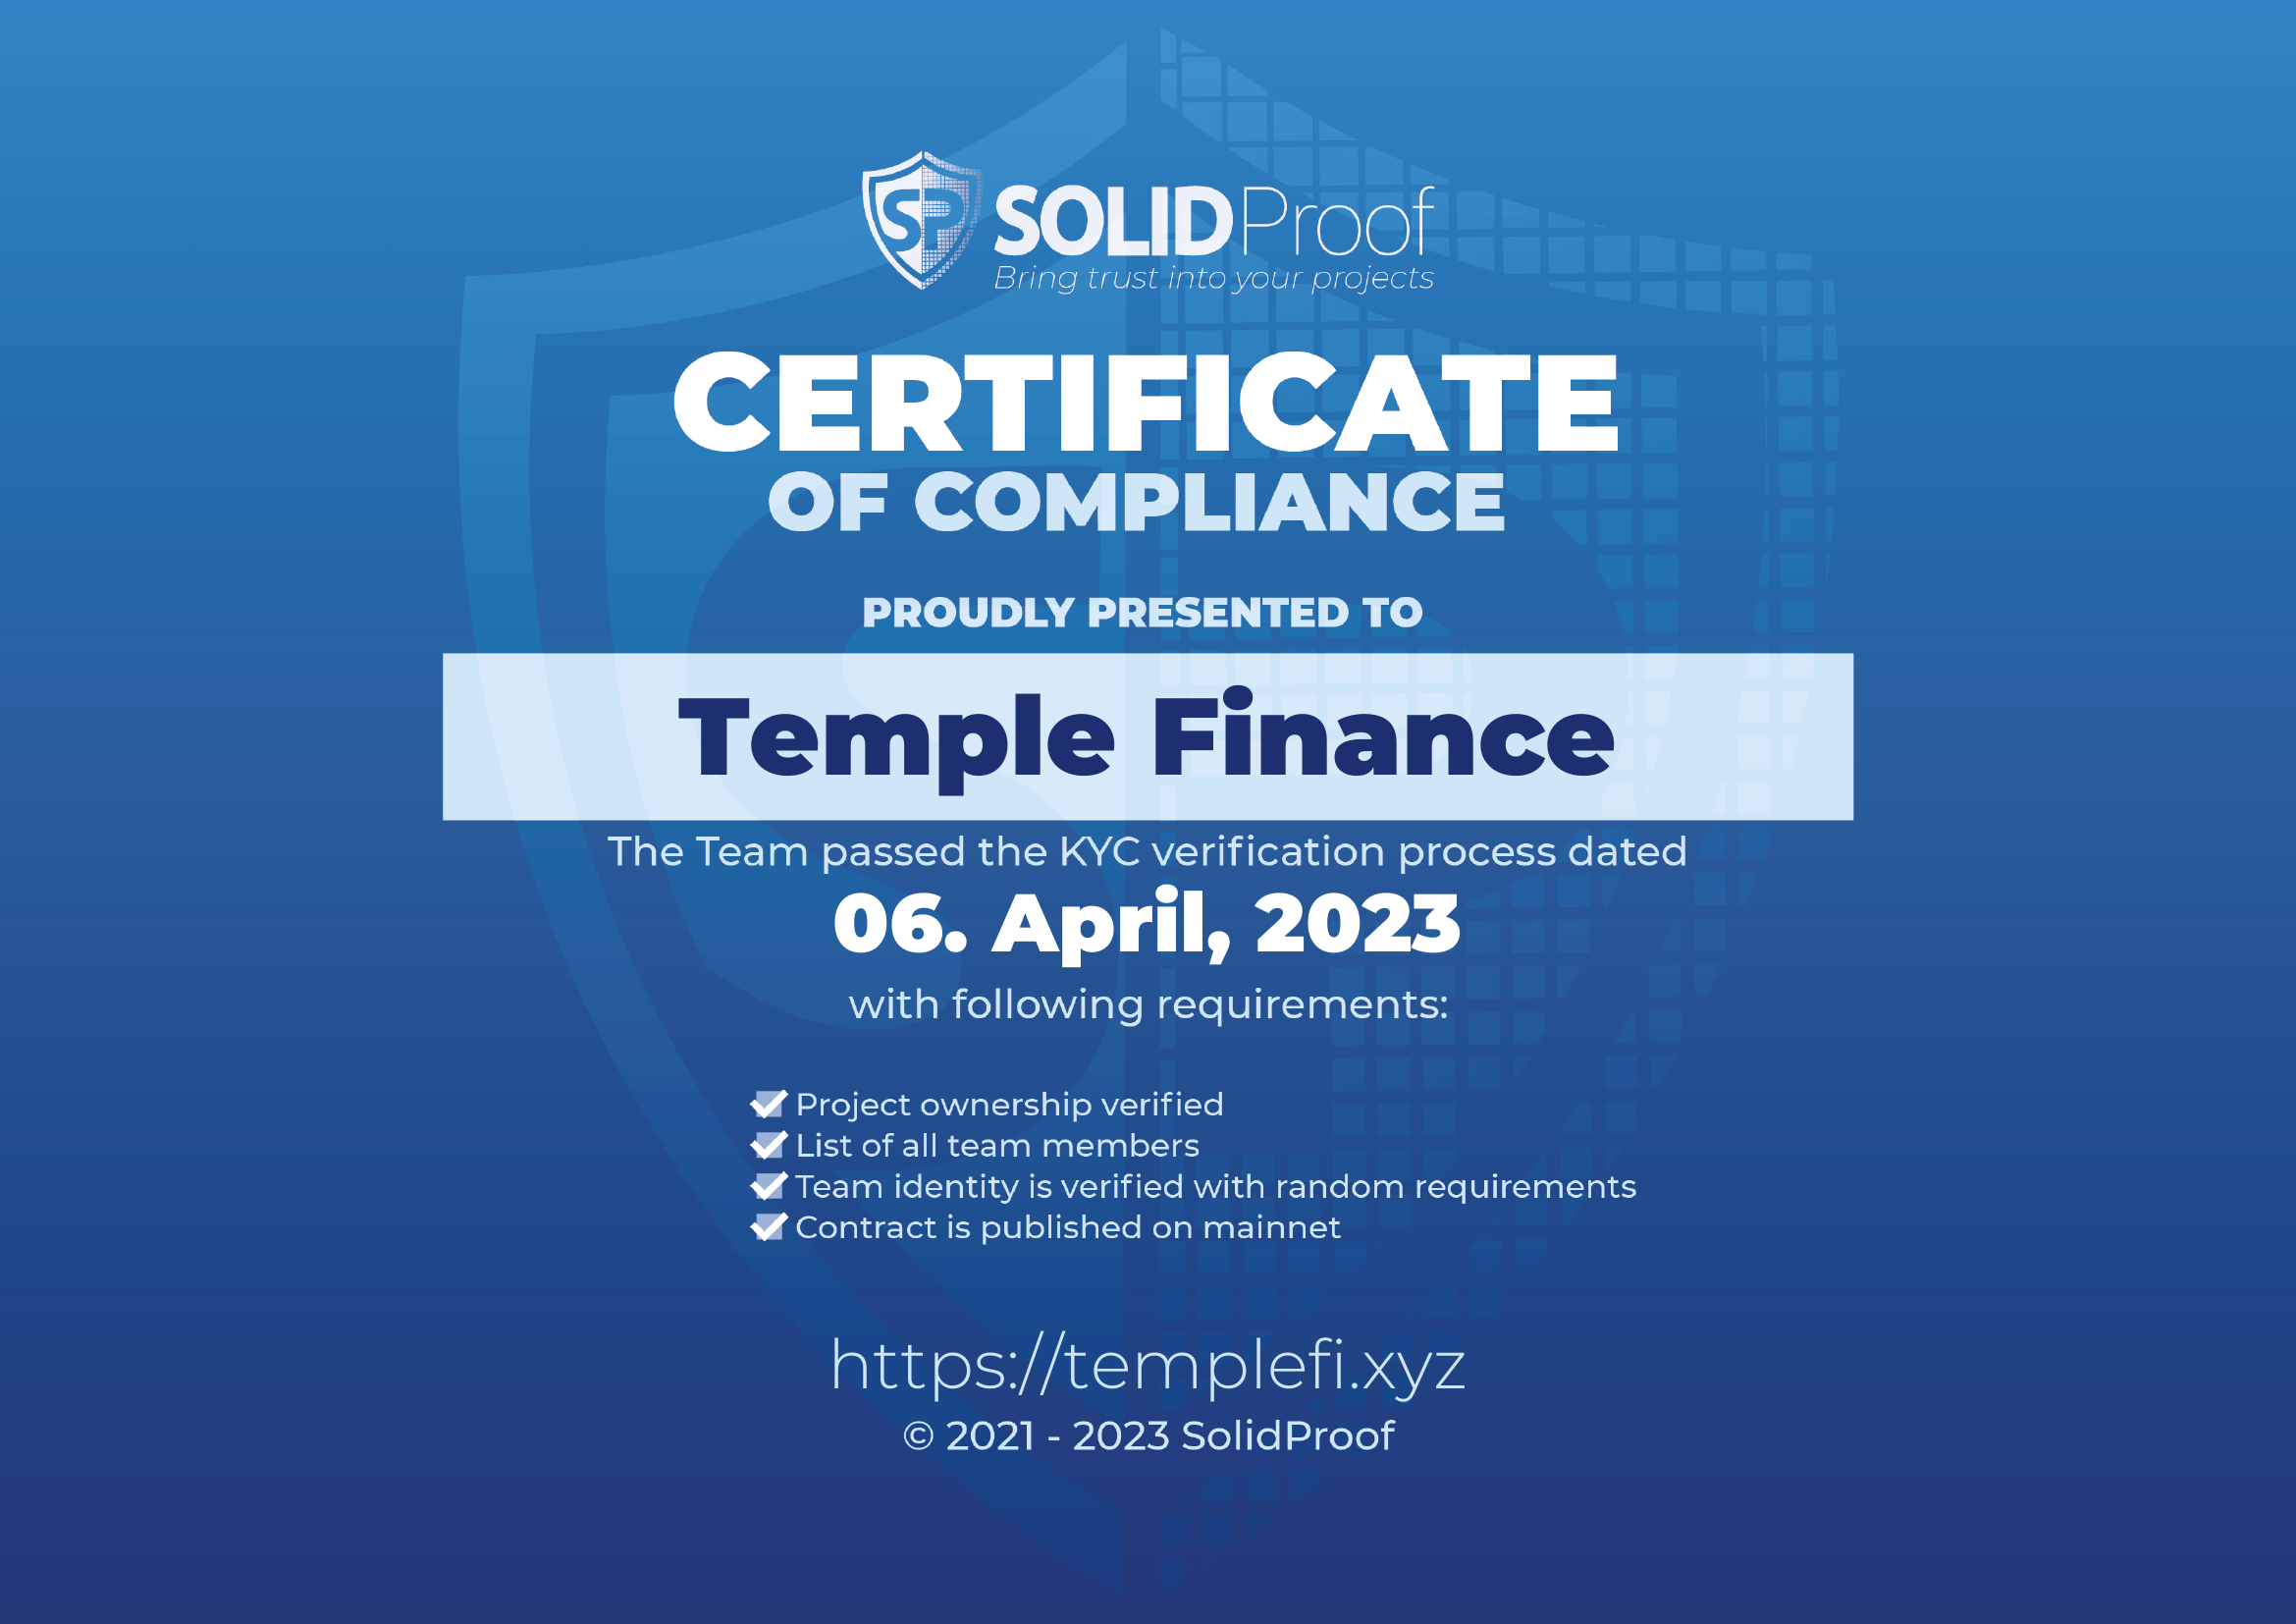 SP SOLIDProof
Bring trust into your projects
CERTIFICATE
OF COMPLIANCE
PROUDLY PRESENTED TO
Temple Finance
The Team passed the KYC verification process dated
06. April, 2023
with following requirements:
Project ownership verified
List of all team members
Team identity is verified with random requirements
Contract is published on mainnet
https://templefi.xyz
© 2021 - 2023 SolidProof